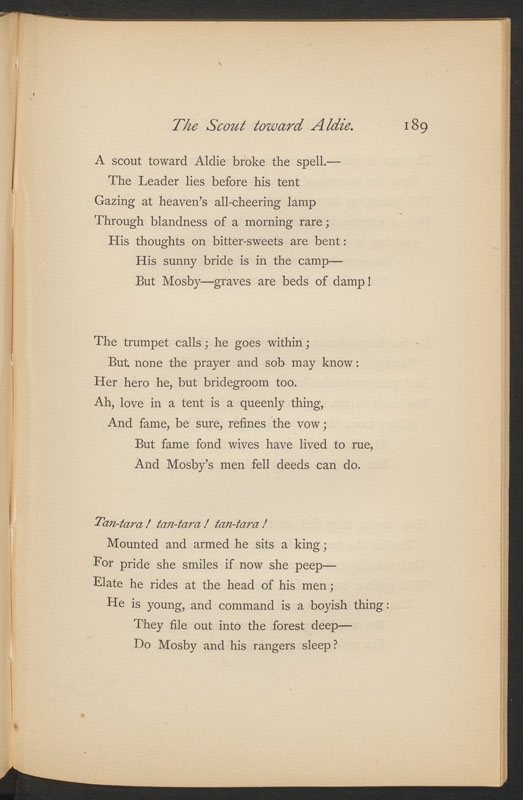 The Scout toward Aldie. 189
A scout toward Aldie broke the spell.—
The Leader lies before his tent
Gazing at heaven's all-cheering lamp
Through blandness of a morning rare;
His thoughts on bitter-sweets are bent:
His sunny bride is in the camp—
But Mosby—graves are beds of damp!
The trumpet calls; he goes within;
But none the prayer and sob may know:
Her hero he, but bridegroom too.
Ah, love in a tent is a queenly thing,
And fame, be sure, refines the vow;
But fame fond wives have lived to rue,
And Mosby's men fell deeds can do.
Tan-tara! tan-tara! tan-tara!
Mounted and armed he sits a king;
For pride she smiles if now she peep—
Elate he rides at the head of his men;
He is young, and command is a boyish thing:
They file out into the forest deep—
Do Mosby and his rangers sleep?